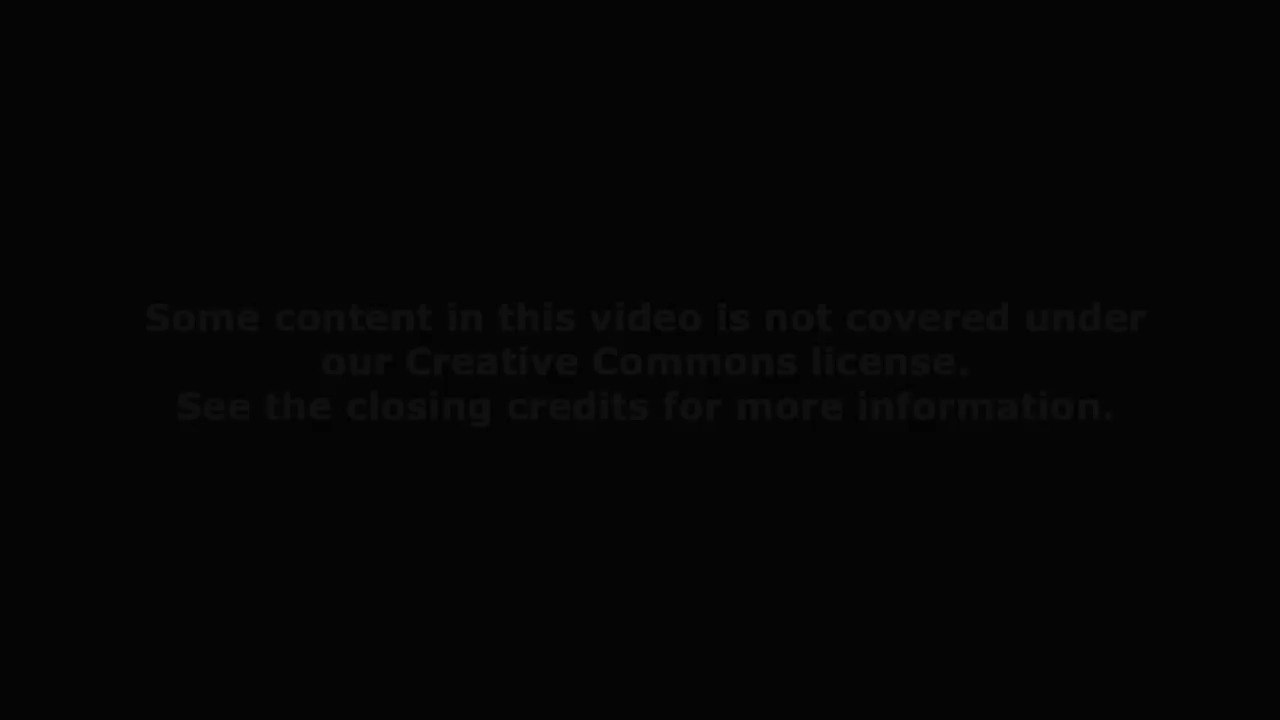 Some content in this video is not covered under
our Creative Commons license.
See the closing credits for more information.